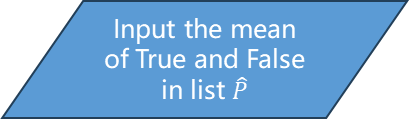 Input the mean
of True and False
in list P̂